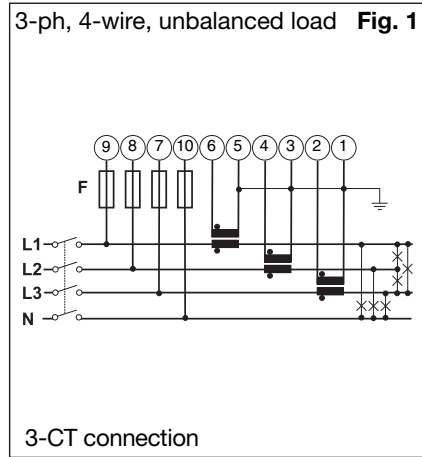 3-ph, 4-wire, unbalanced load Fig. 1
9 8 7 10 6 5 4 3 2 1
F
L1
L2
L3
N
3-CT connection